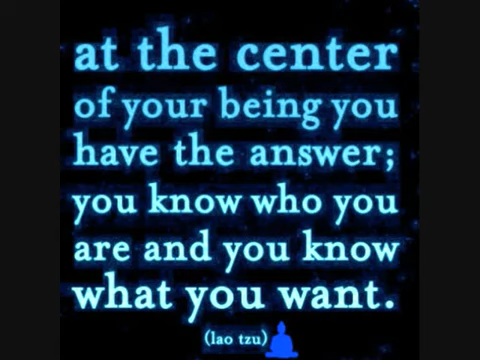 at the center
of your being you
have the answer;
you know who you
are and you know
what you want.
(lao tzu)